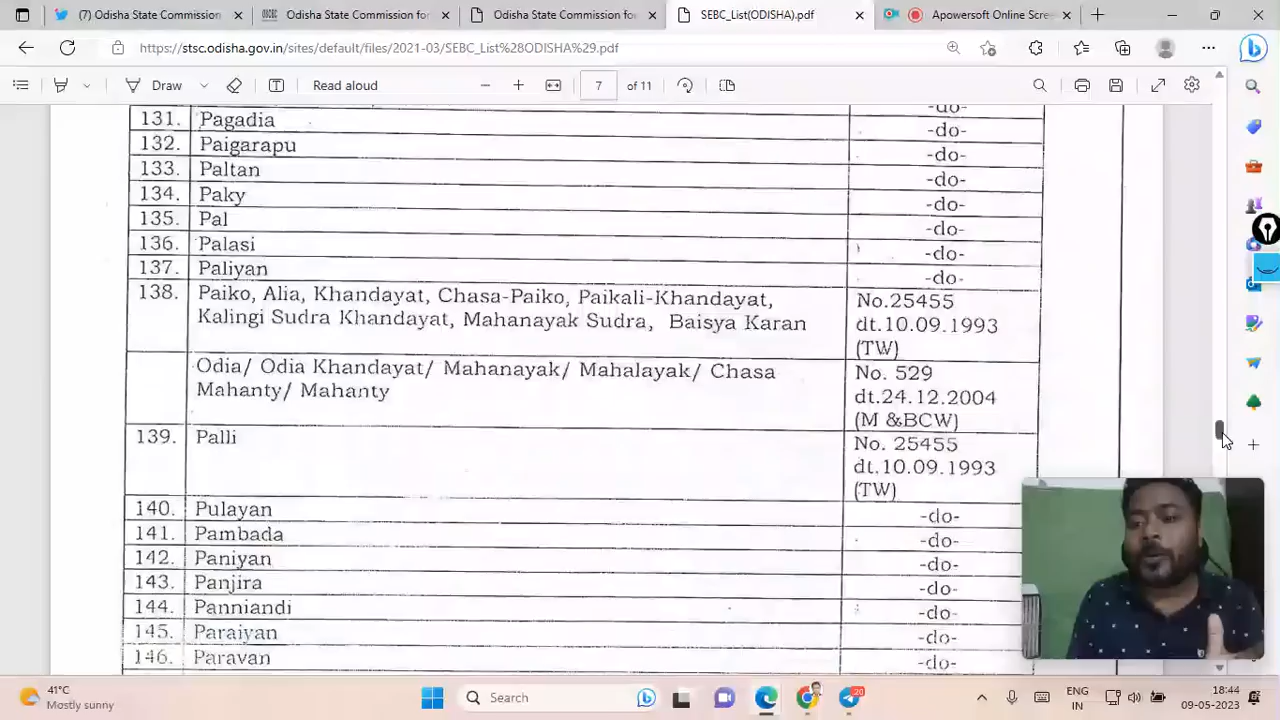 (7) Odisha State Commission
Odisha State Commission for
Odisha State Commission for
SEBC_List(ODISHA).pdf
Apowersoft Online Scre
https://stsc.odisha.gov.in/sites/default/files/2021-03/SEBC_List%28ODISHA%29.pdf
Draw
Read aloud
7 of 11
-do-
131. Pagadia -do-
132. Paigarapu -do-
133. Paltan -do-
134. Paky -do-
135. Pal -do-
136. Palasi -do-
137. Paliyan -do-
138. Paiko, Alia, Khandayat, Chasa-Paiko, Paikali-Khandayat, No.25455
Kalingi Sudra Khandayat, Mahanayak Sudra, Baisya Karan dt.10.09.1993
(TW)
Odia/ Odia Khandayat/ Mahanayak/ Mahalayak/ Chasa No. 529
Mahanty/ Mahanty dt.24.12.2004
(M &BCW)
139. Palli No. 25455
dt.10.09.1993
(TW)
140. Pulayan -do-
141. Pambada -do-
142. Paniyan -do-
143. Panjira -do-
144. Panniandi -do-
145. Paraiyan -do-
146. Paravan -do-
41°C
Mostly sunny
Search
20
ENG
IN
09-05-2023